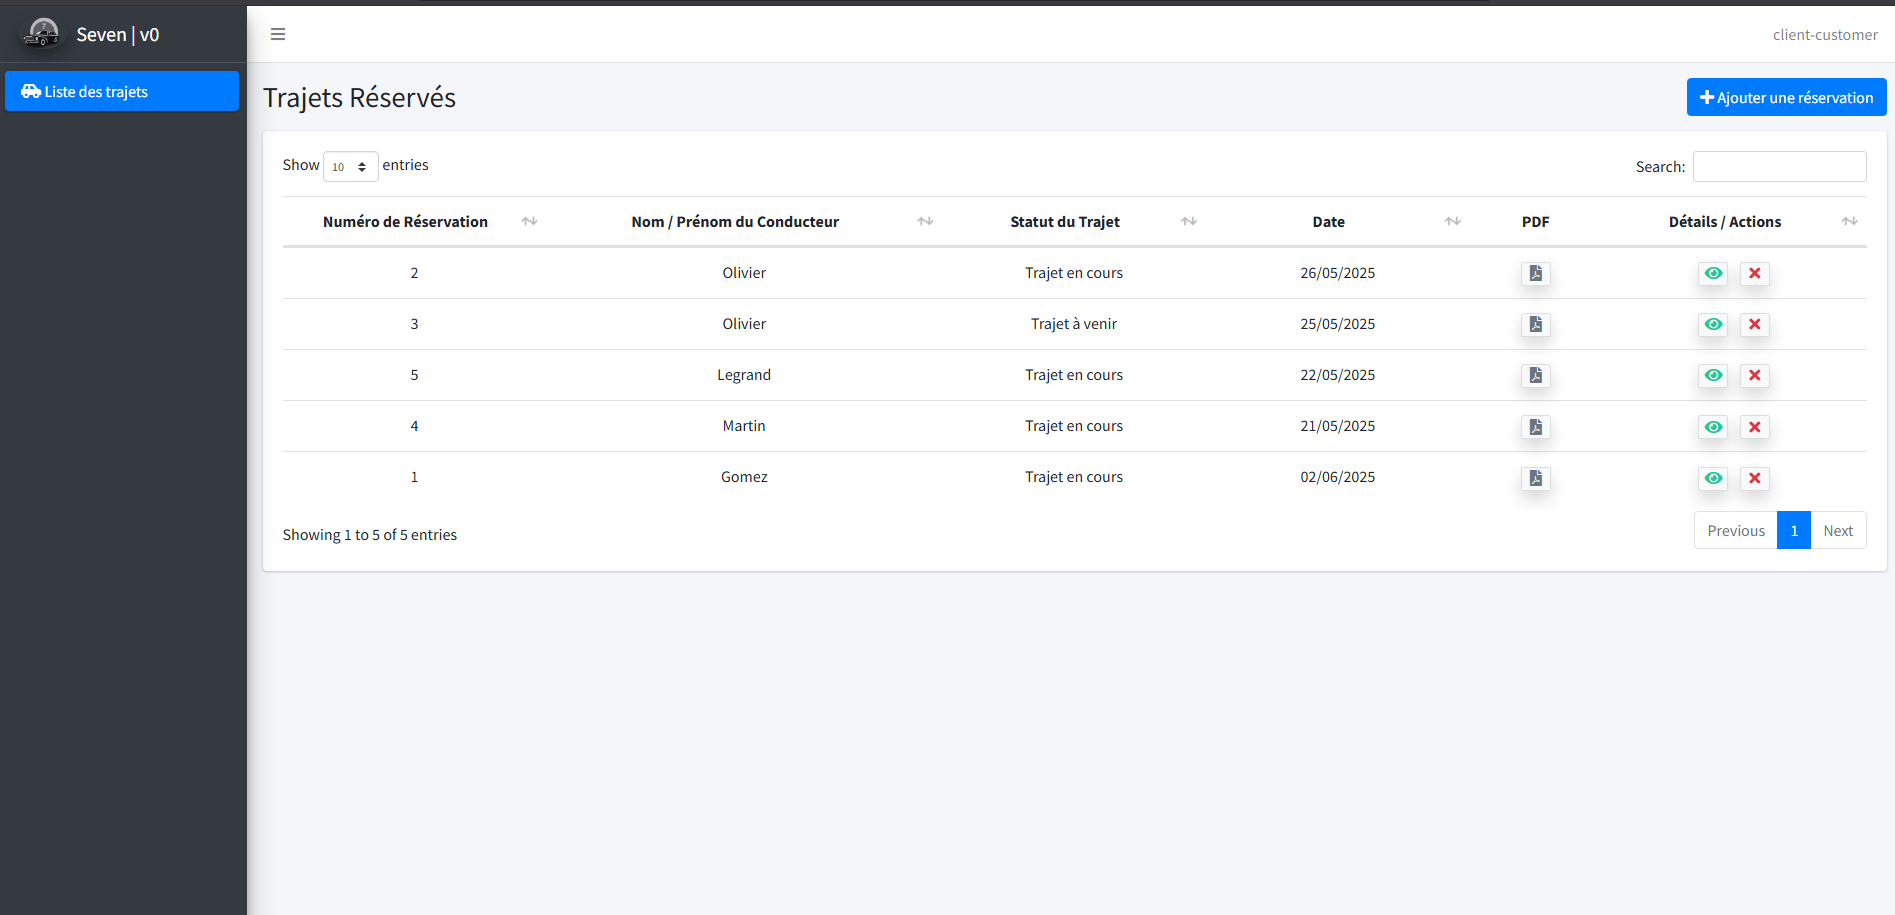 Seven | v0
client-customer
Liste des trajets
Trajets Réservés
Ajouter une réservation
Show 10 entries
Search:
Numéro de Réservation Nom / Prénom du Conducteur Statut du Trajet Date PDF Détails / Actions
2 Olivier Trajet en cours 26/05/2025
3 Olivier Trajet à venir 25/05/2025
5 Legrand Trajet en cours 22/05/2025
4 Martin Trajet en cours 21/05/2025
1 Gomez Trajet en cours 02/06/2025
Showing 1 to 5 of 5 entries
Previous 1 Next